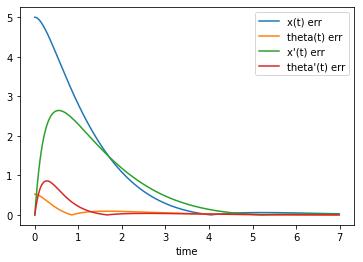 x(t) err
theta(t) err
x'(t) err
theta'(t) err
5
4
3
2
1
0
0 1 2 3 4 5 6 7
time